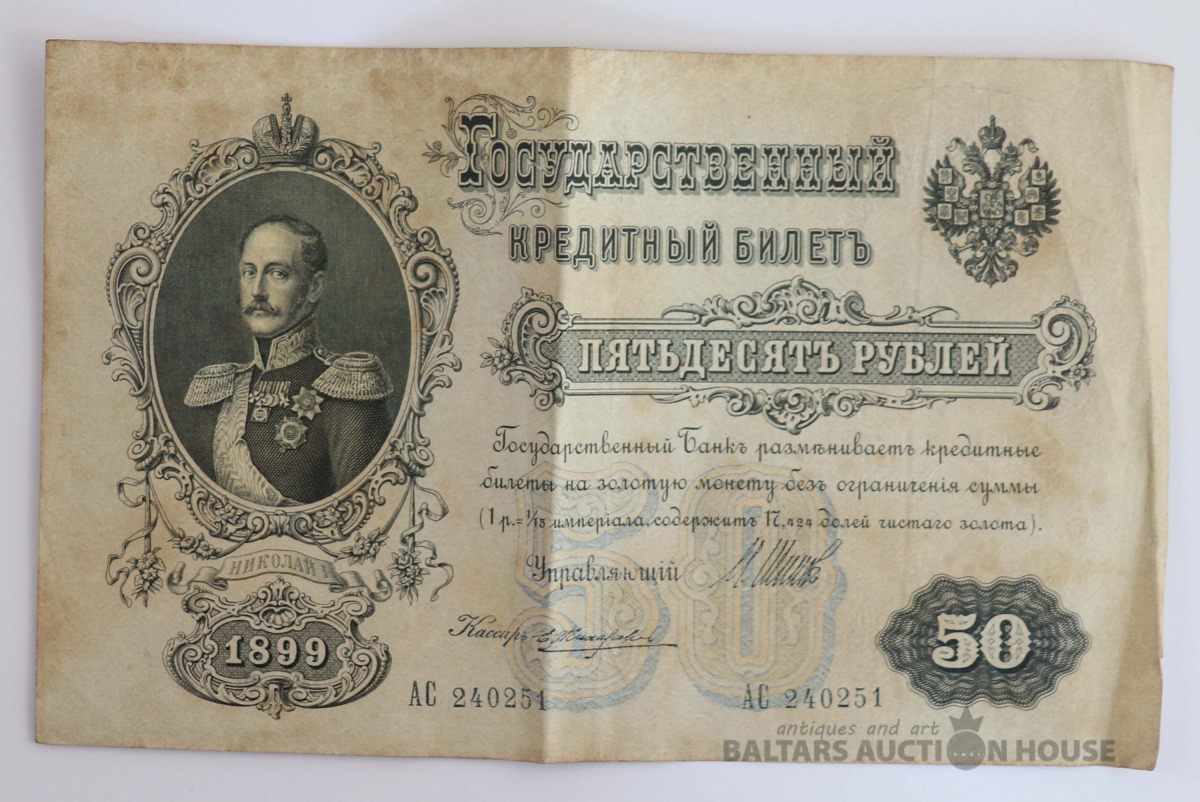 Государственный
кредитный билетъ
пятьдесятъ рублей
Государственный Банкъ размѣниваетъ кредитные
билеты на золотую монету безъ ограниченія суммы
(1 р.= 1/15 имперіала, содержитъ 17,424 долей чистаго золота).
Управляющій
Кассиръ
50
НИКОЛАЙ I
1899
АС 240251 АС 240251
50
antiques and art
BALTARS AUCTION HOUSE